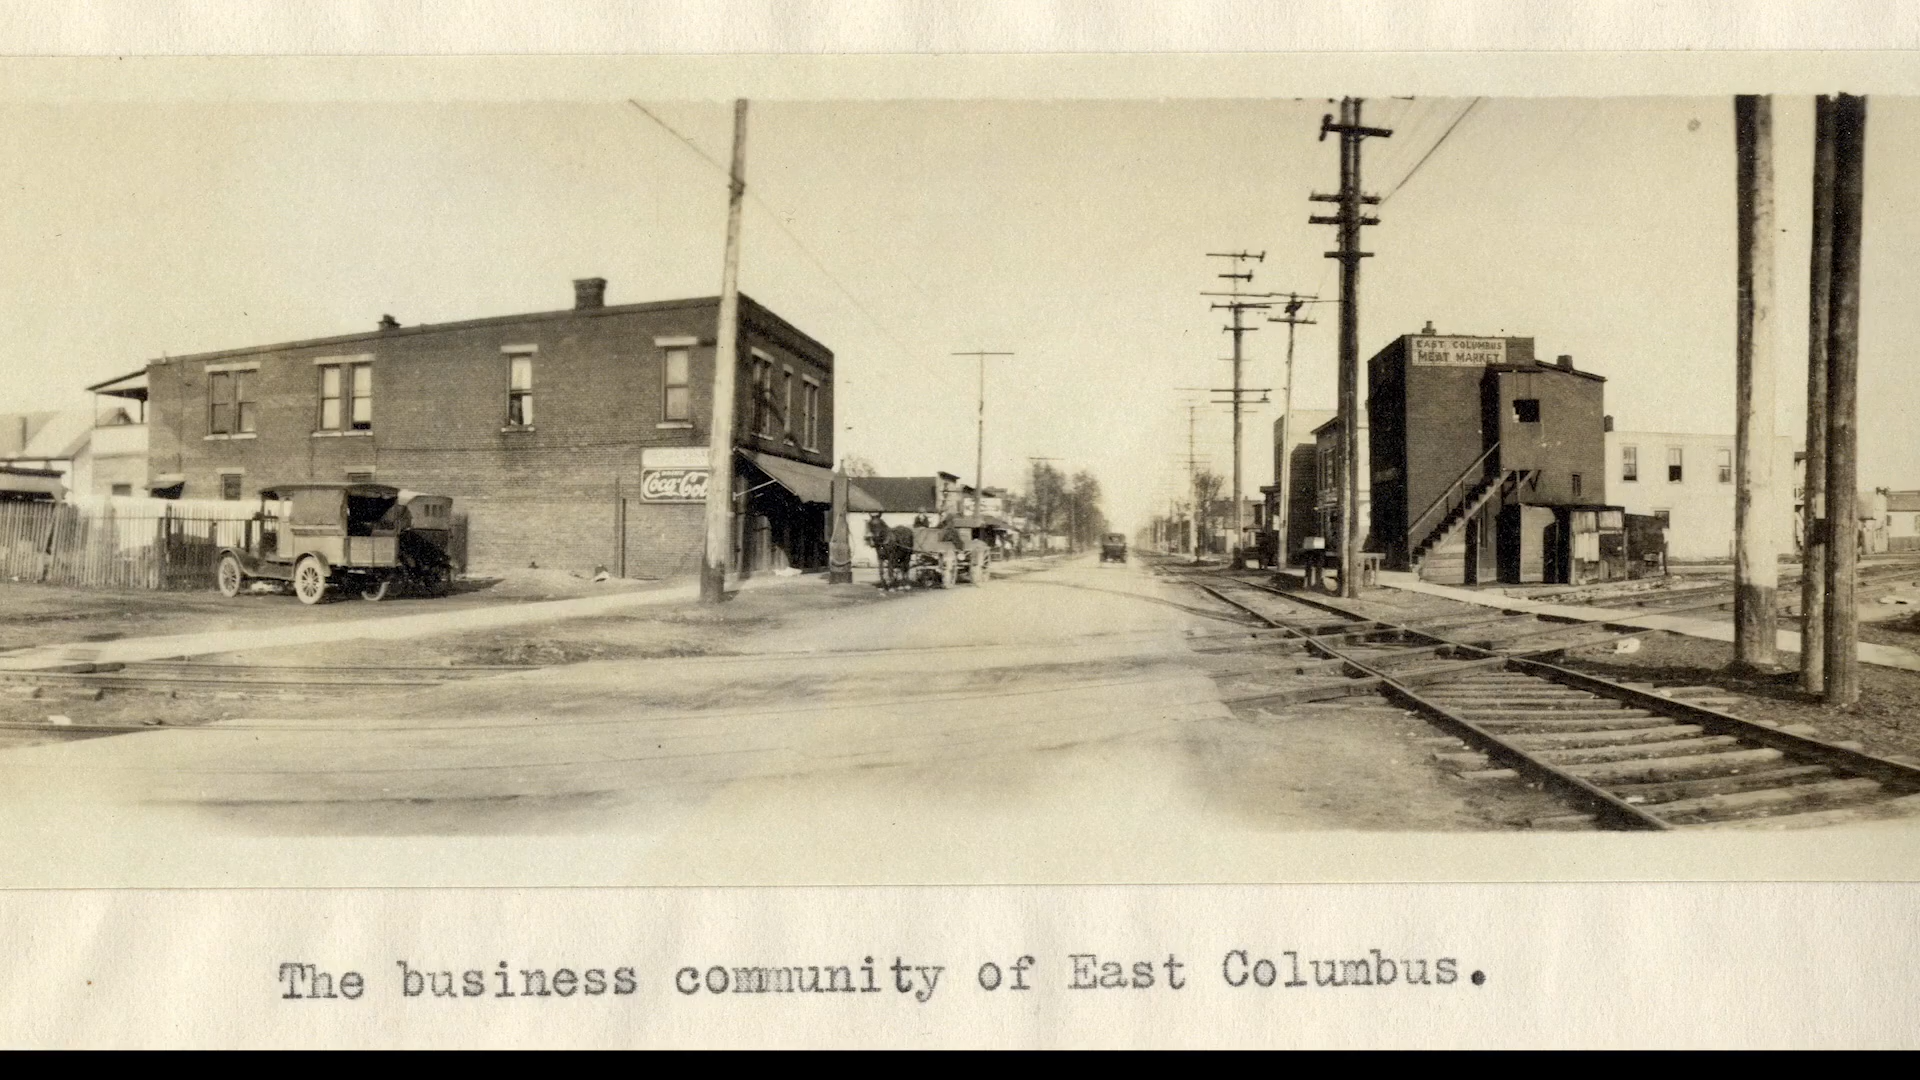 EAST COLUMBUS
MEAT MARKET
Coca-Col
The business community of East Columbus.